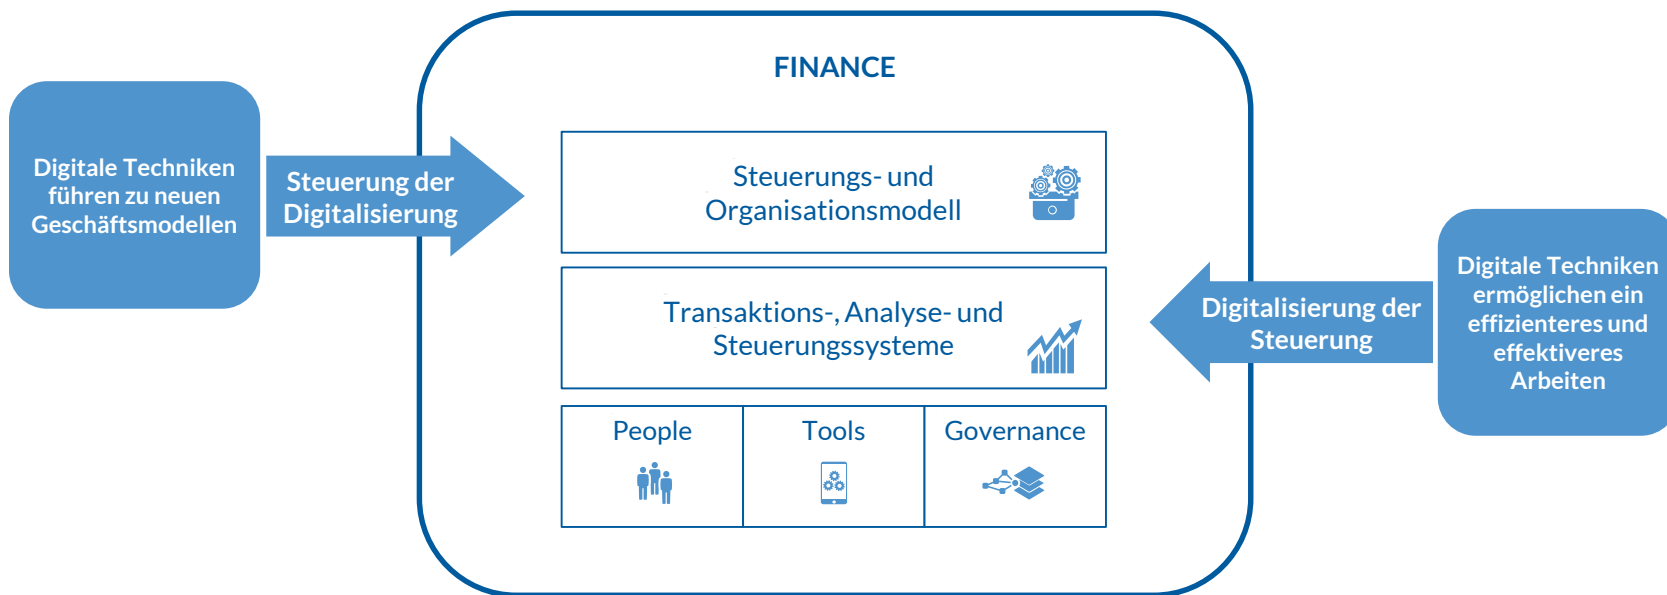 FINANCE
Digitale Techniken
führen zu neuen
Geschäftsmodellen
Steuerung der
Digitalisierung
Steuerungs- und
Organisationsmodell
Transaktions-, Analyse- und
Steuerungssysteme
People
Tools
Governance
Digitalisierung der
Steuerung
Digitale Techniken
ermöglichen ein
effizienteres und
effektiveres
Arbeiten